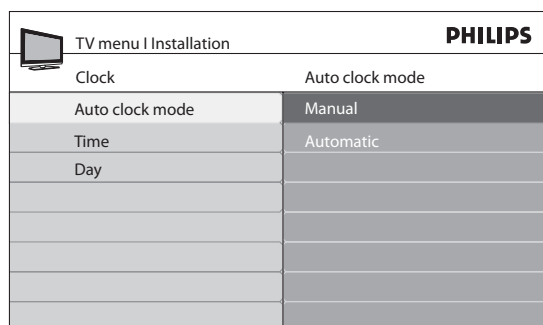 TV menu I Installation
PHILIPS
Clock
Auto clock mode
Auto clock mode
Manual
Time
Automatic
Day